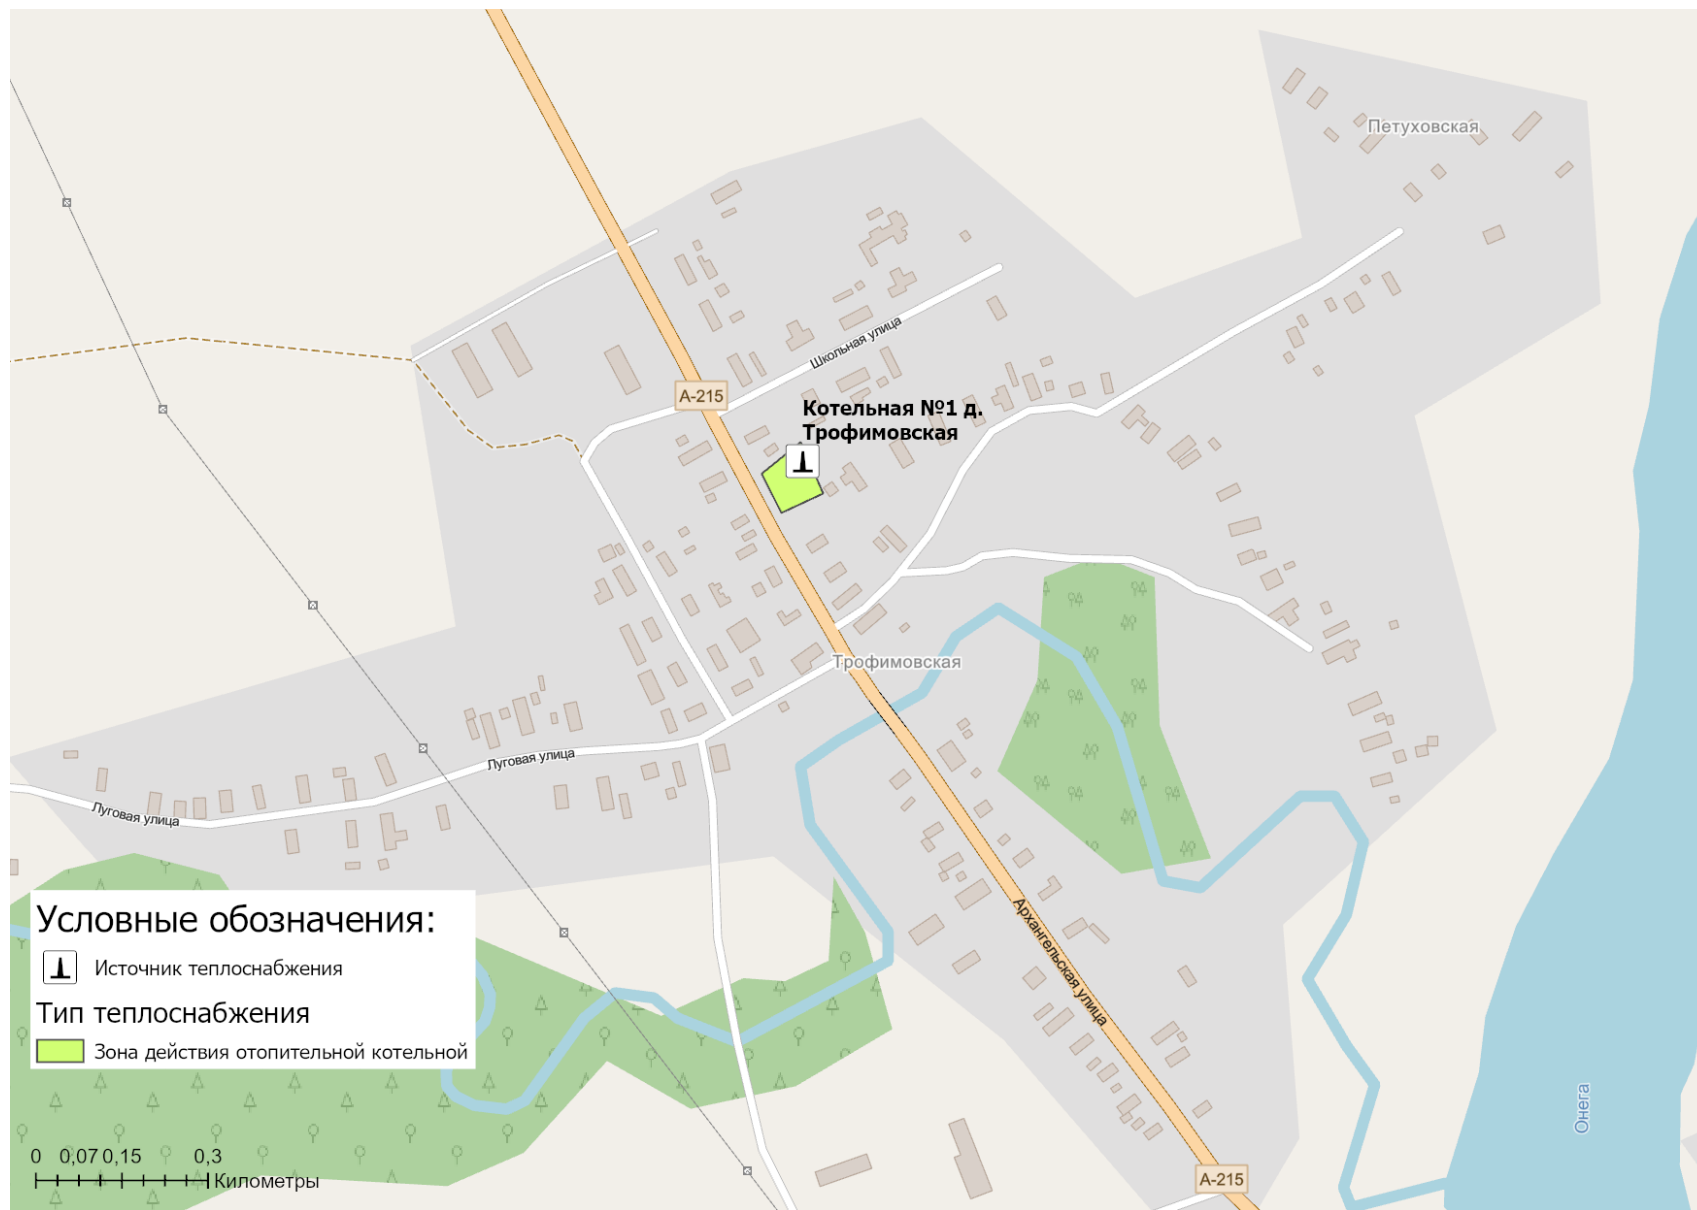 Петуховская
Школьная улица
А-215
Котельная №1 д.
Трофимовская
Трофимовская
Луговая улица
Луговая улица
Архангельская улица
Условные обозначения:
Источник теплоснабжения
Тип теплоснабжения
Зона действия отопительной котельной
Онега
0 0,07 0,15 0,3
Километры
А-215